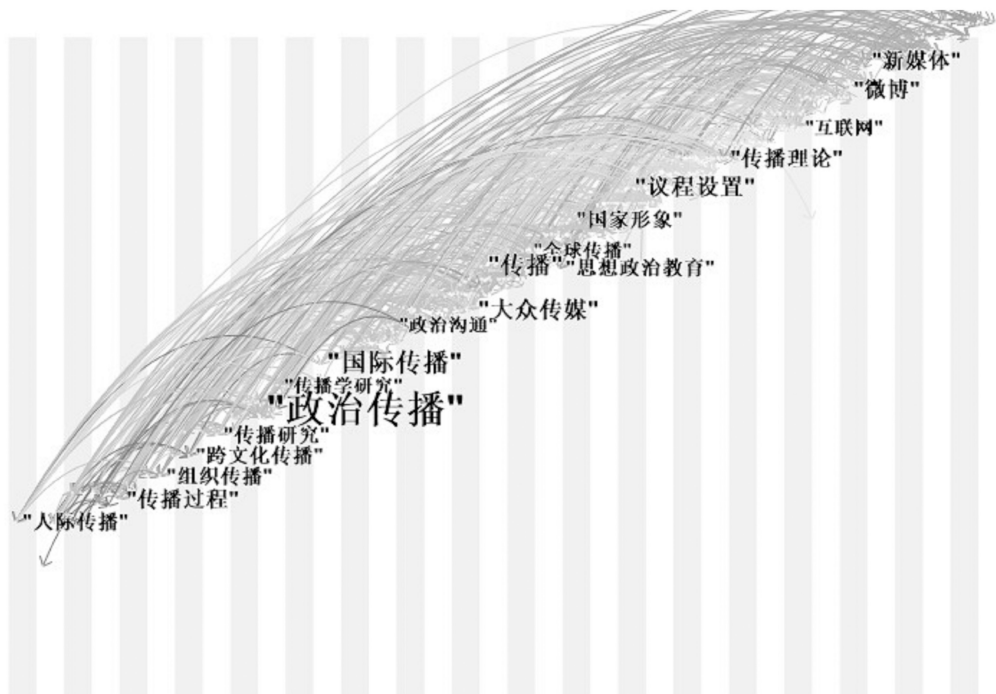 "新媒体"
"微博"
"互联网"
"传播理论"
"议程设置"
"国家形象"
"全球传播"
"传播" "思想政治教育"
"大众传媒"
"政治沟通"
"国际传播"
"传播学研究"
"政治传播"
"传播研究"
"跨文化传播"
"组织传播"
"传播过程"
"人际传播"